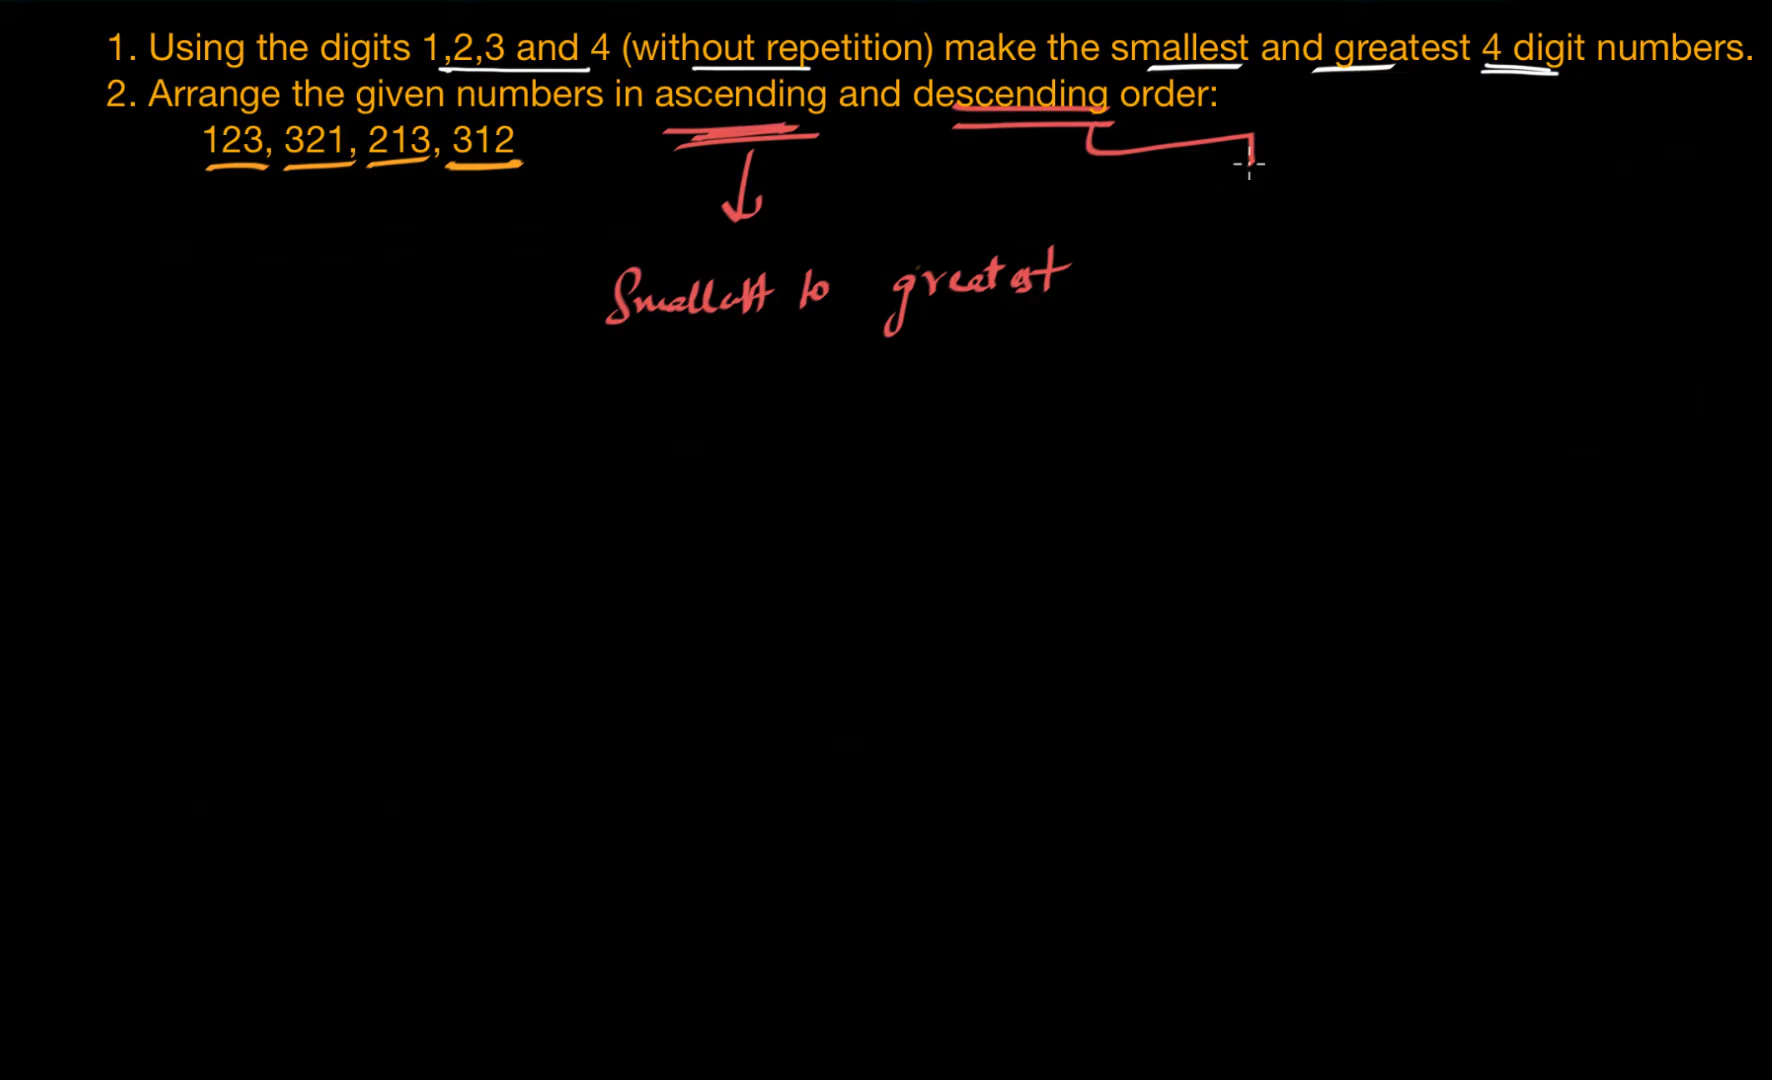 1. Using the digits 1,2,3 and 4 (without repetition) make the smallest and greatest 4 digit numbers.
2. Arrange the given numbers in ascending and descending order:
123, 321, 213, 312
Smallest to greatest